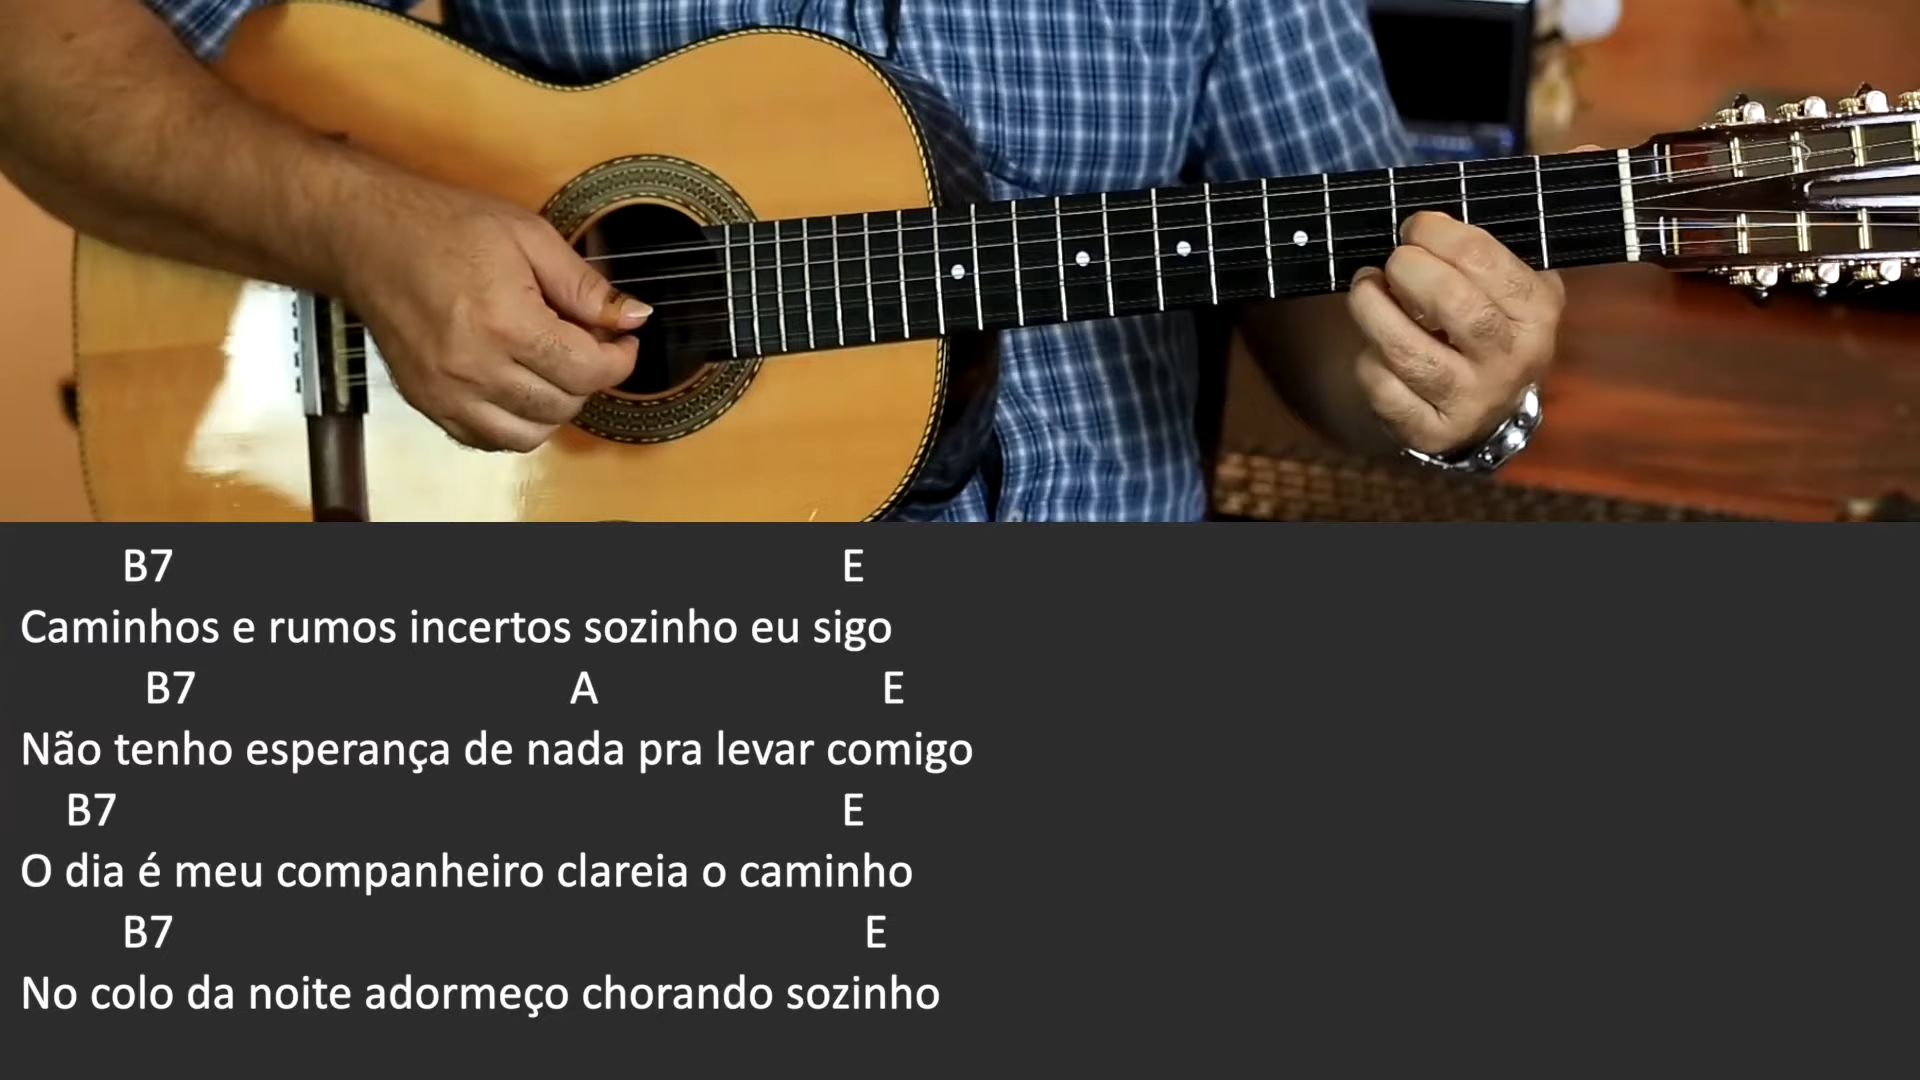 B7 E
Caminhos e rumos incertos sozinho eu sigo
B7 A E
Não tenho esperança de nada pra levar comigo
B7 E
O dia é meu companheiro clareia o caminho
B7 E
No colo da noite adormeço chorando sozinho